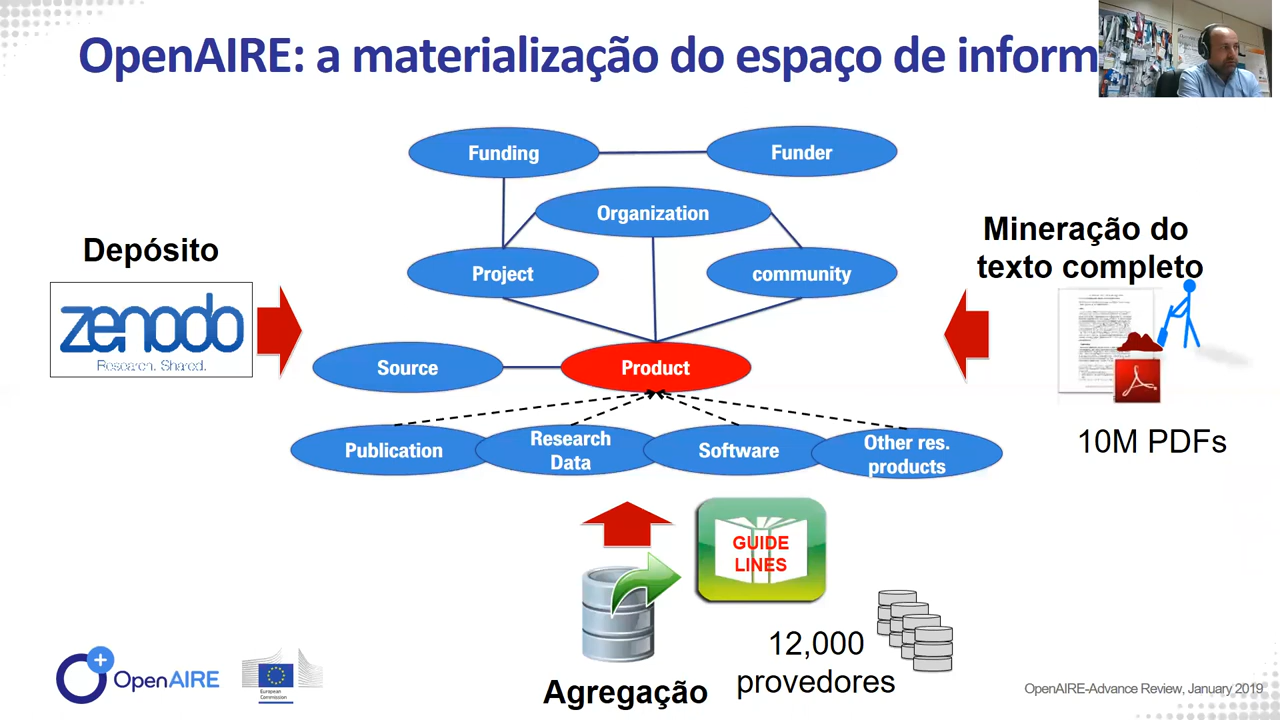 OpenAIRE: a materialização do espaço de inform
Funding
Funder
Organization
Depósito
Mineração do
texto completo
Project
community
zenodo
Research. Shared.
Source
Product
Publication
Research
Data
Software
Other res.
products
10M PDFs
GUIDE
LINES
12,000
provedores
Agregação
OpenAIRE
European
Commission
OpenAIRE-Advance Review, January 2019